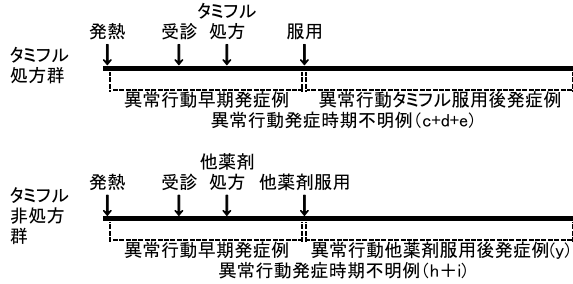 タミフル
発熱 受診 処方 服用
タミフル
処方群
異常行動早期発症例 異常行動タミフル服用後発症例
異常行動発症時期不明例(c+d+e)
他薬剤
発熱 受診 処方 他薬剤服用
タミフル
非処方
群
異常行動早期発症例 異常行動他薬剤服用後発症例(y)
異常行動発症時期不明例(h+i)